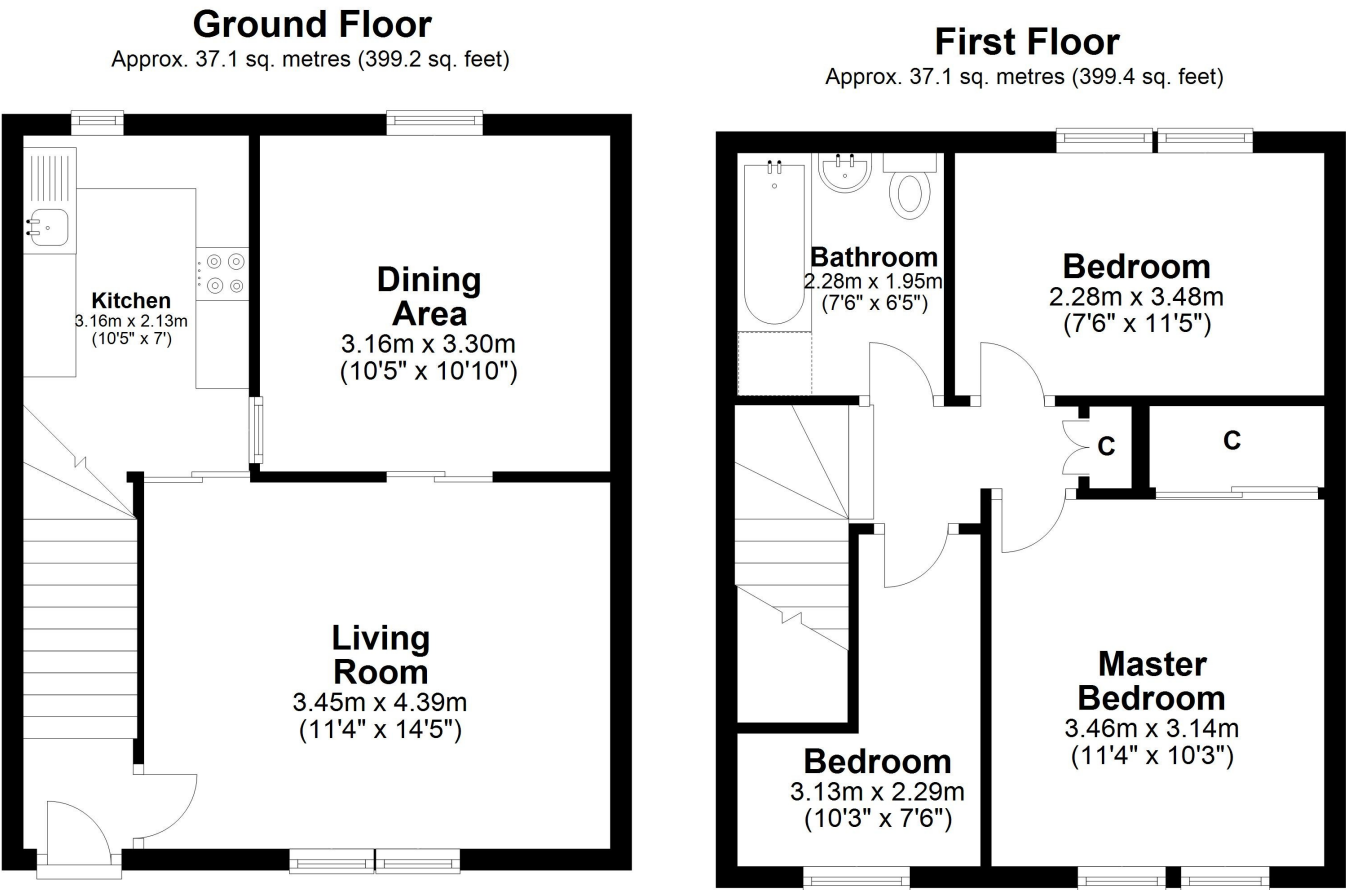 Ground Floor
Approx. 37.1 sq. metres (399.2 sq. feet)
Kitchen
3.16m x 2.13m
(10'5" x 7')
Dining
Area
3.16m x 3.30m
(10'5" x 10'10")
Living
Room
3.45m x 4.39m
(11'4" x 14'5")
First Floor
Approx. 37.1 sq. metres (399.4 sq. feet)
Bathroom
2.28m x 1.95m
(7'6" x 6'5")
Bedroom
2.28m x 3.48m
(7'6" x 11'5")
C
C
Master
Bedroom
3.46m x 3.14m
(11'4" x 10'3")
Bedroom
3.13m x 2.29m
(10'3" x 7'6")